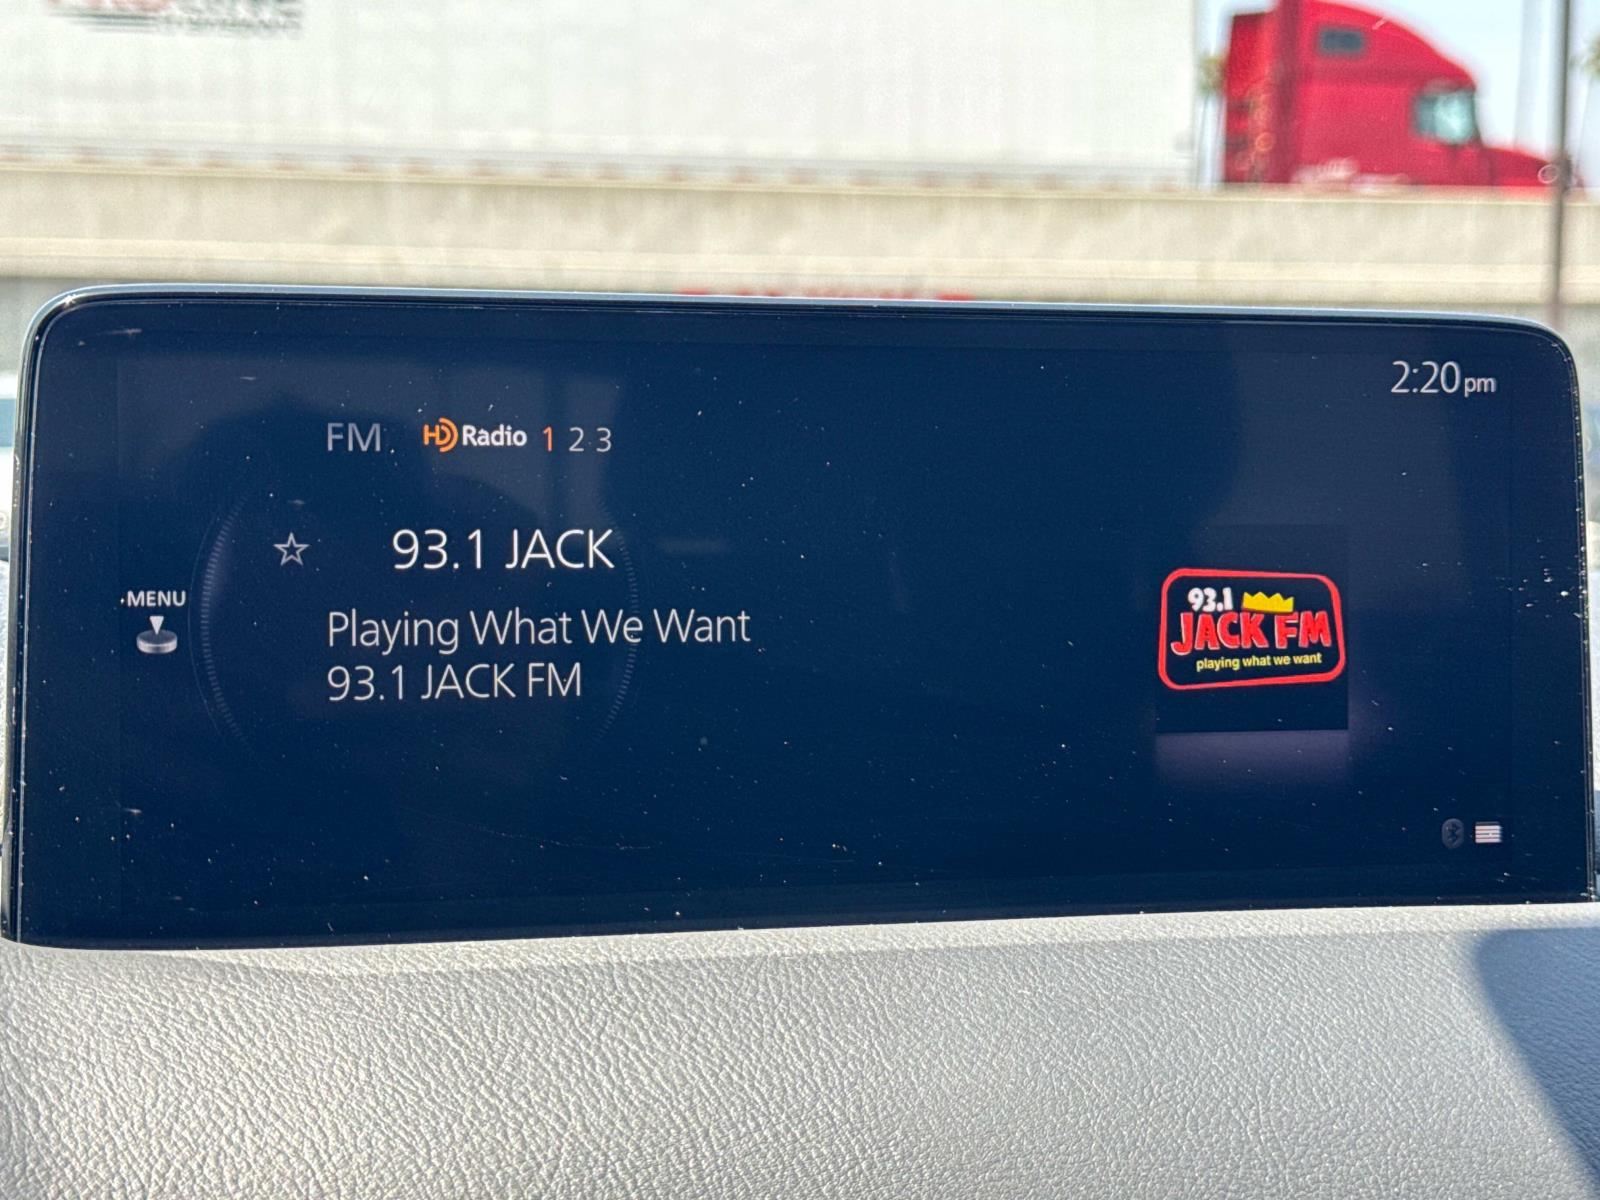 2:20pm
FM HD Radio 1 2 3
93.1 JACK
MENU
Playing What We Want
93.1 JACK FM
93.1
JACK FM
playing what we want